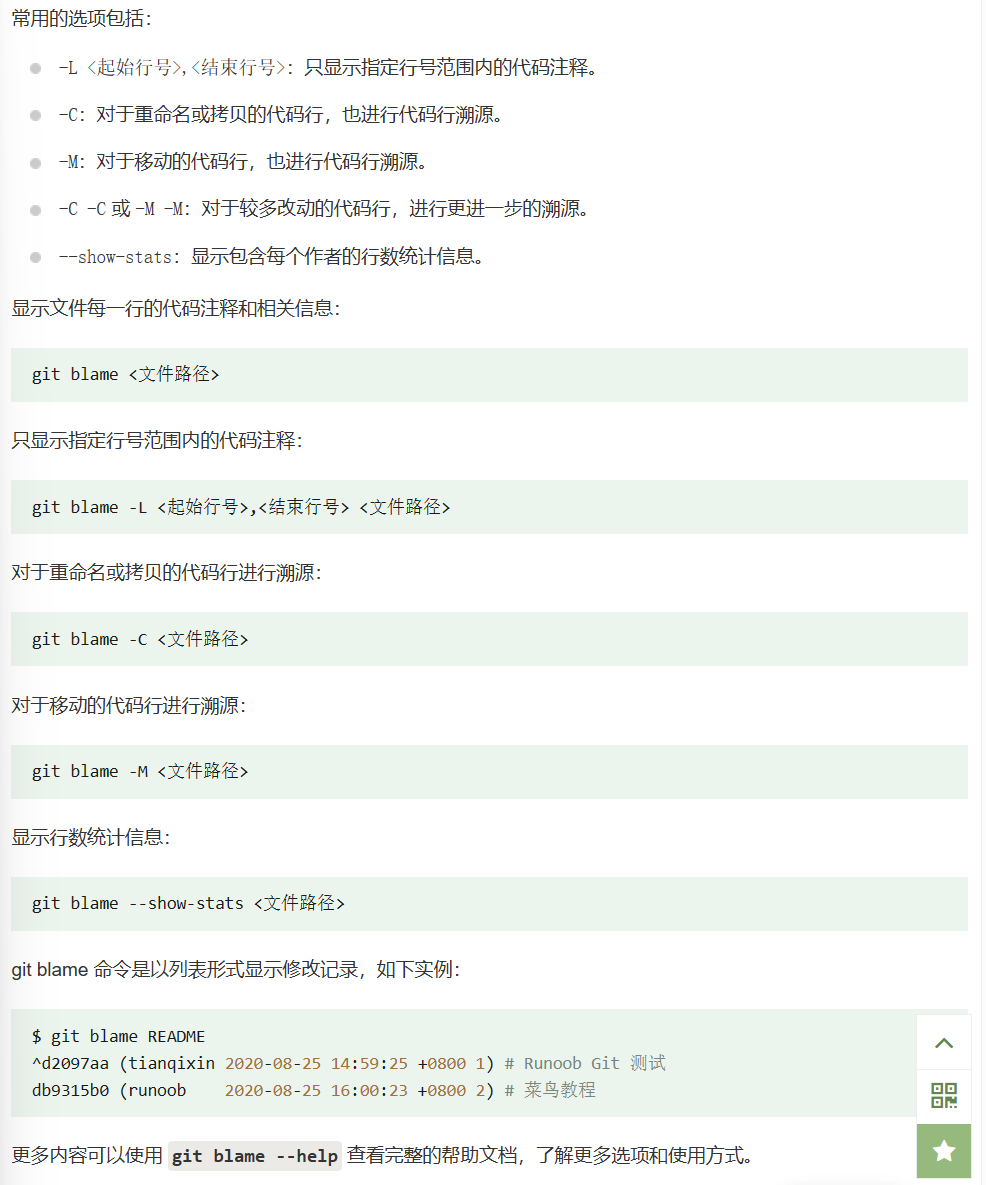 常用的选项包括：
-L <起始行号>,<结束行号>：只显示指定行号范围内的代码注释。
-C：对于重命名或拷贝的代码行，也进行代码行溯源。
-M：对于移动的代码行，也进行代码行溯源。
-C -C 或 -M -M：对于较多改动的代码行，进行更进一步的溯源。
--show-stats：显示包含每个作者的行数统计信息。
显示文件每一行的代码注释和相关信息：
git blame <文件路径>
只显示指定行号范围内的代码注释：
git blame -L <起始行号>,<结束行号> <文件路径>
对于重命名或拷贝的代码行进行溯源：
git blame -C <文件路径>
对于移动的代码行进行溯源：
git blame -M <文件路径>
显示行数统计信息：
git blame --show-stats <文件路径>
git blame 命令是以列表形式显示修改记录，如下实例：
$ git blame README
^d2097aa (tianqixin 2020-08-25 14:59:25 +0800 1) # Runoob Git 测试
db9315b0 (runoob    2020-08-25 16:00:23 +0800 2) # 菜鸟教程
更多内容可以使用 git blame --help 查看完整的帮助文档，了解更多选项和使用方式。